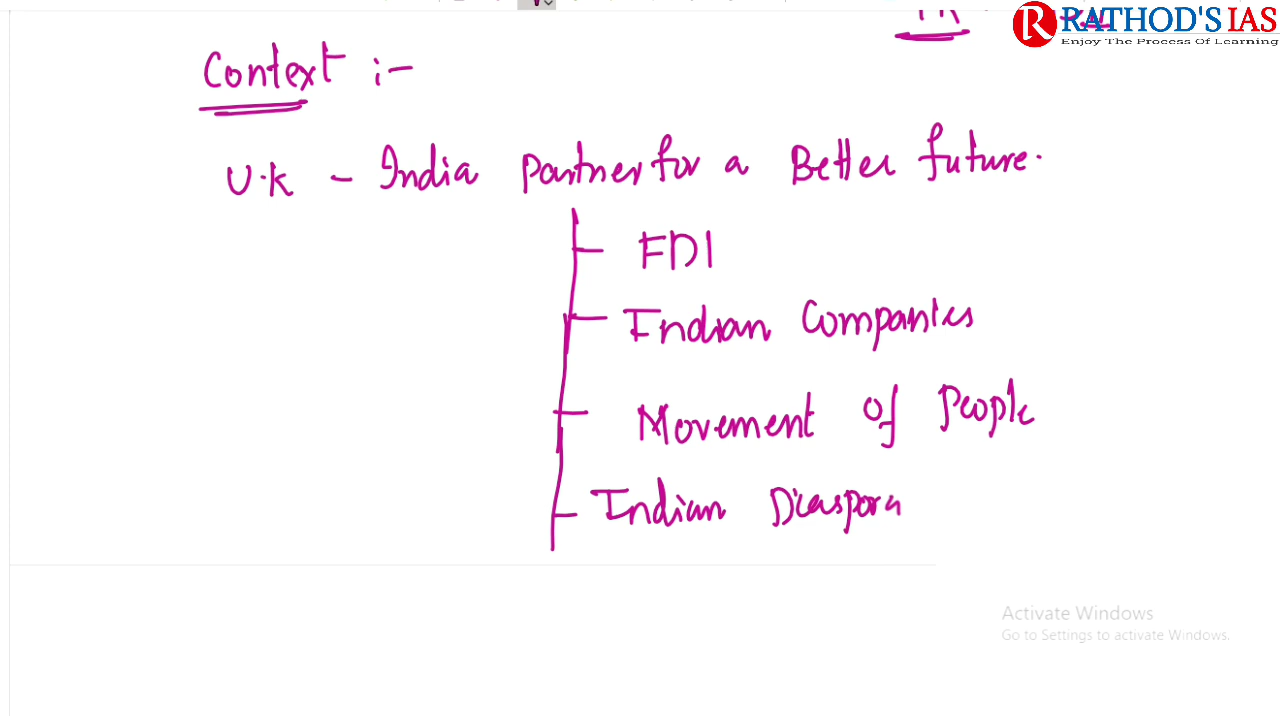 RATHOD'S IAS
Enjoy The Process Of Learning
Context :-
U.K - India Partner for a Better future.
FDI
Indian Companies
Movement of People
Indian Diaspora
Activate Windows
Go to Settings to activate Windows.